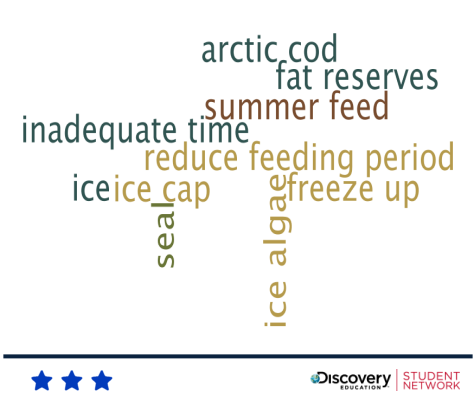 arctic cod
fat reserves
summer feed
inadequate time
reduce feeding period
ice ice cap freeze up
seal
ice algae
Discovery EDUCATION
STUDENT NETWORK